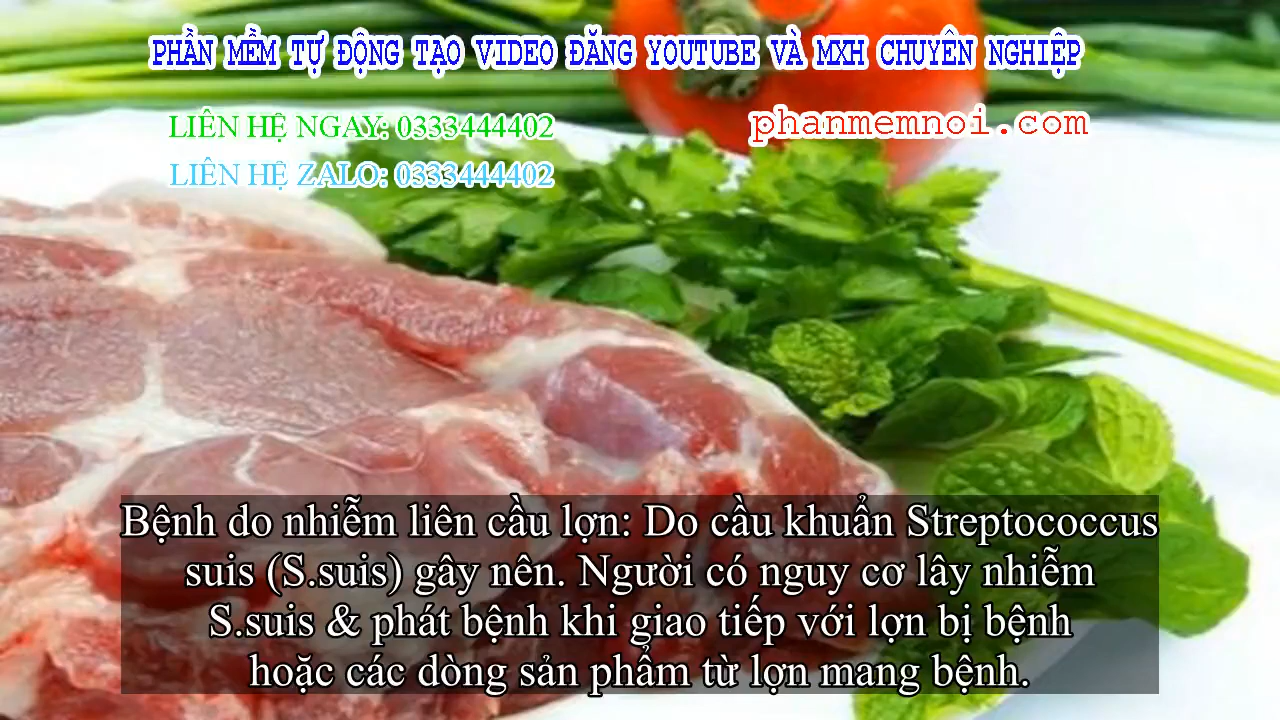 PHẦN MỀM TỰ ĐỘNG TẠO VIDEO ĐĂNG YOUTUBE VÀ MXH CHUYÊN NGHIỆP
LIÊN HỆ NGAY: 0333444402
phanmemnoi.com
LIÊN HỆ ZALO: 0333444402
Bệnh do nhiễm liên cầu lợn: Do cầu khuẩn Streptococcus
suis (S.suis) gây nên. Người có nguy cơ lây nhiễm
S.suis & phát bệnh khi giao tiếp với lợn bị bệnh
hoặc các dòng sản phẩm từ lợn mang bệnh.